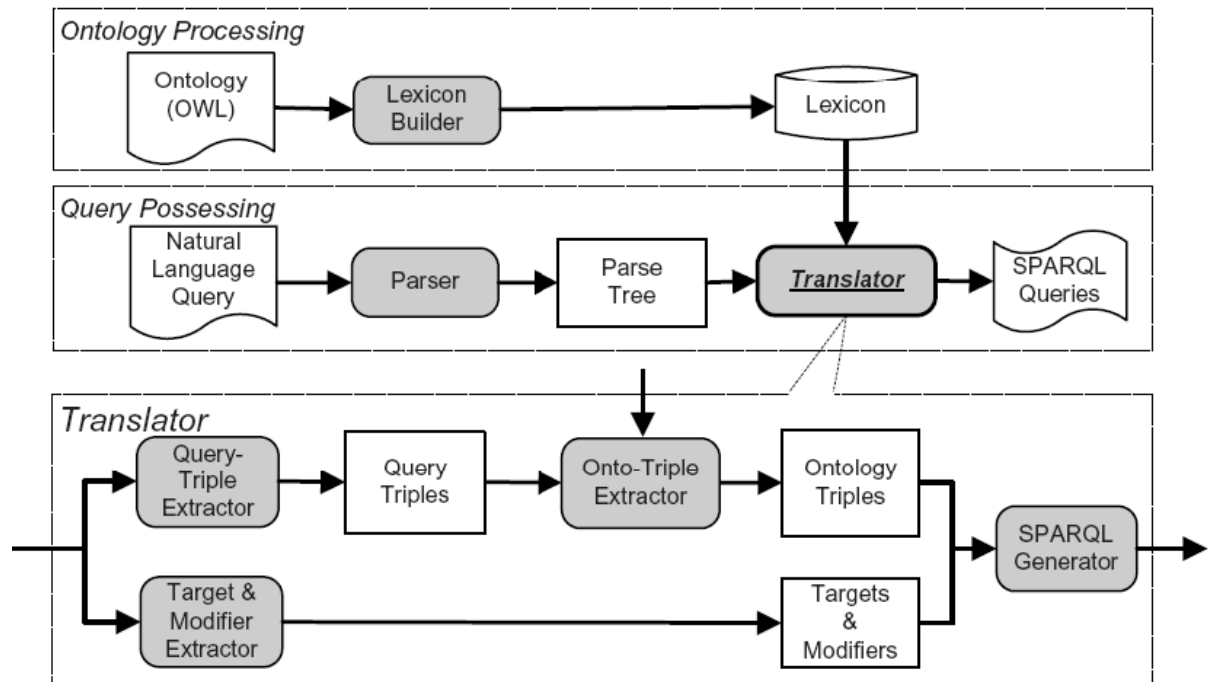 Ontology Processing
Ontology
(OWL)
Lexicon
Builder
Lexicon
Query Possessing
Natural
Language
Query
Parser
Parse
Tree
Translator
SPARQL
Queries
Translator
Query-
Triple
Extractor
Query
Triples
Onto-Triple
Extractor
Ontology
Triples
SPARQL
Generator
Target &
Modifier
Extractor
Targets
&
Modifiers